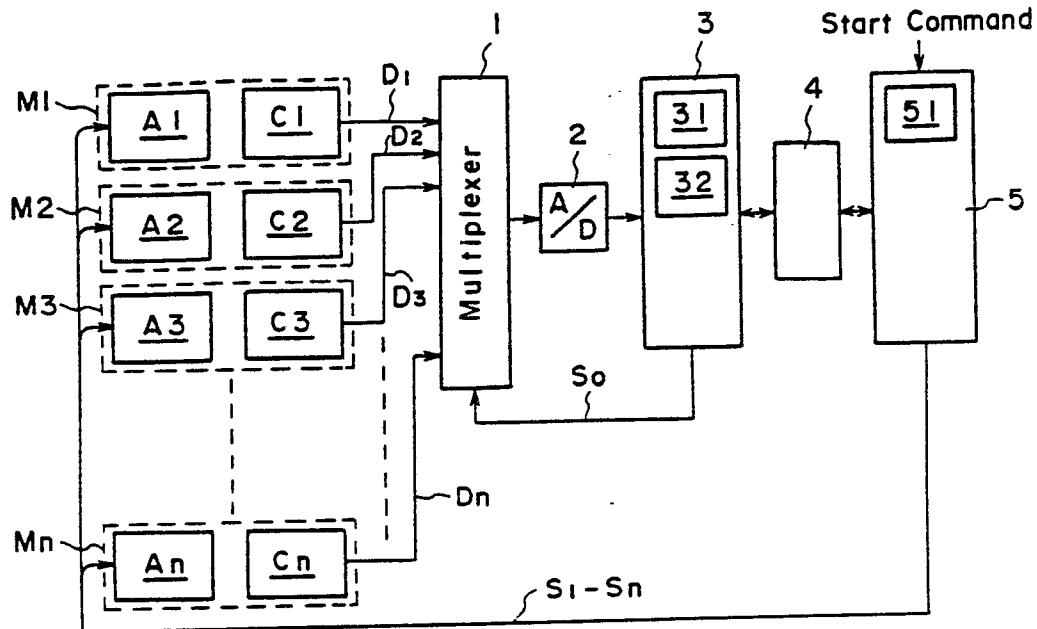 Start Command
1
3
4
M1
A1
C1
D1
D2
31
51
2
32
M2
A2
C2
Multiplexer
A/D
5
M3
A3
C3
D3
So
Dn
Mn
An
Cn
S1-Sn